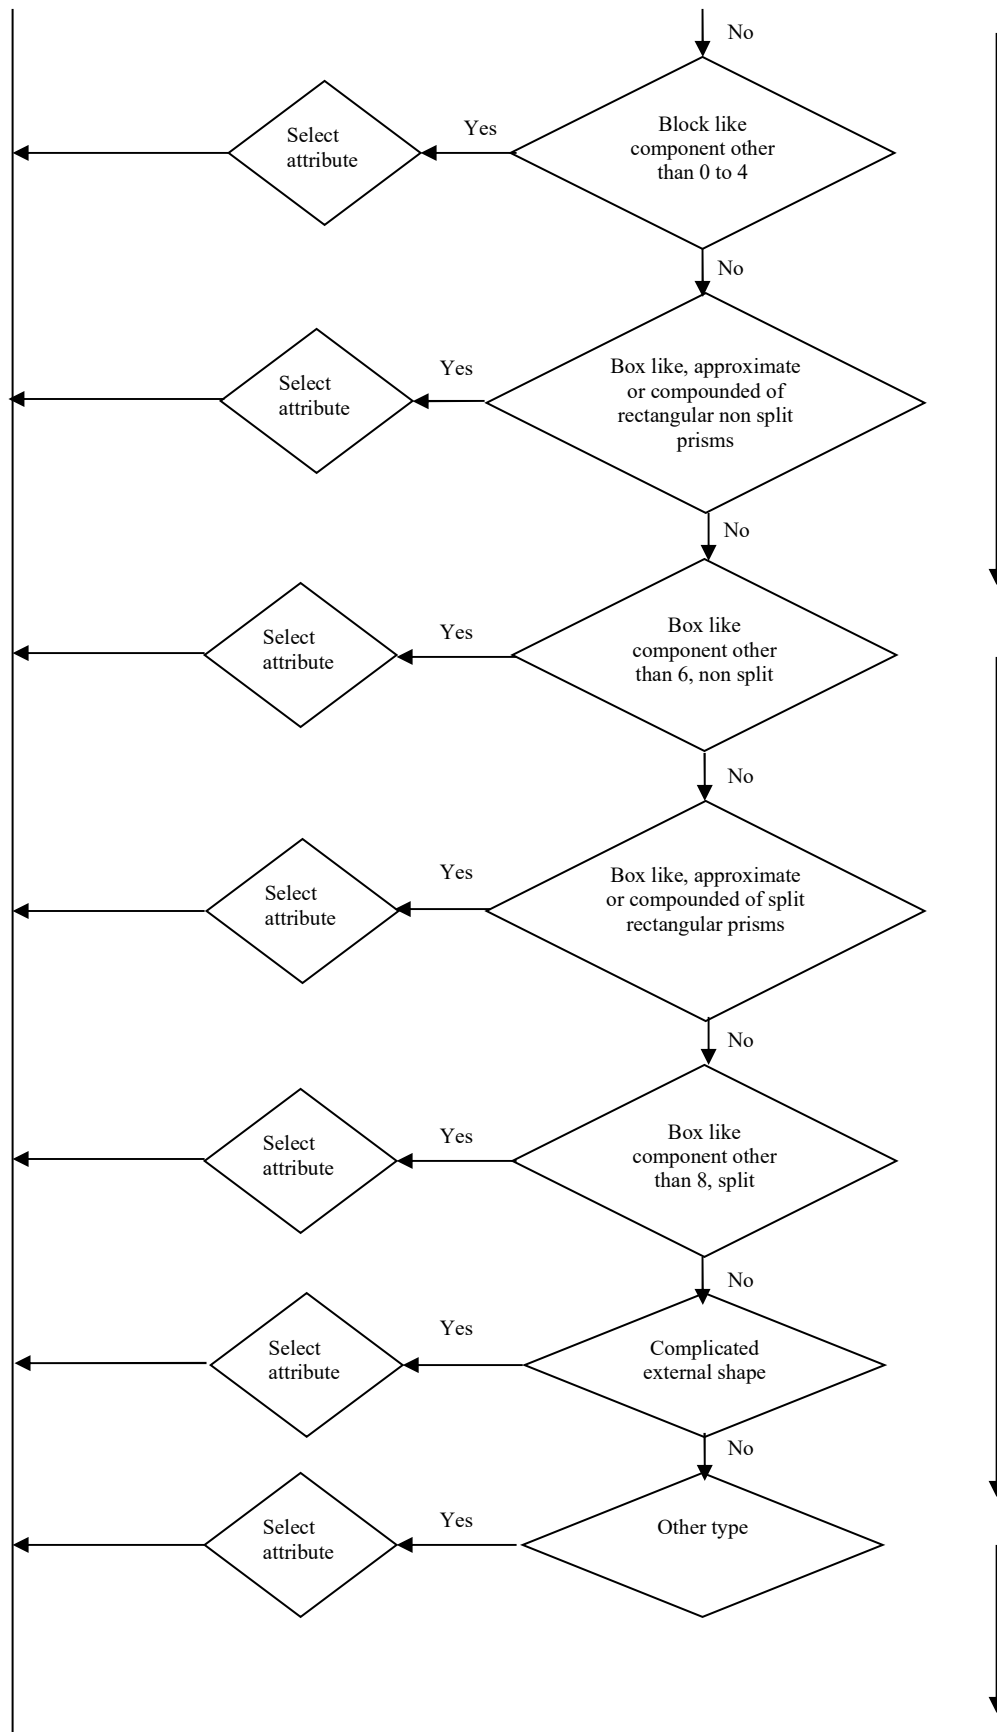 No
Block like
component other
than 0 to 4
Yes
Select
attribute
No
Box like, approximate
or compounded of
rectangular non split
prisms
Yes
Select
attribute
No
Box like
component other
than 6, non split
Yes
Select
attribute
No
Box like, approximate
or compounded of split
rectangular prisms
Yes
Select
attribute
No
Box like
component other
than 8, split
Yes
Select
attribute
No
Complicated
external shape
Yes
Select
attribute
No
Other type
Yes
Select
attribute